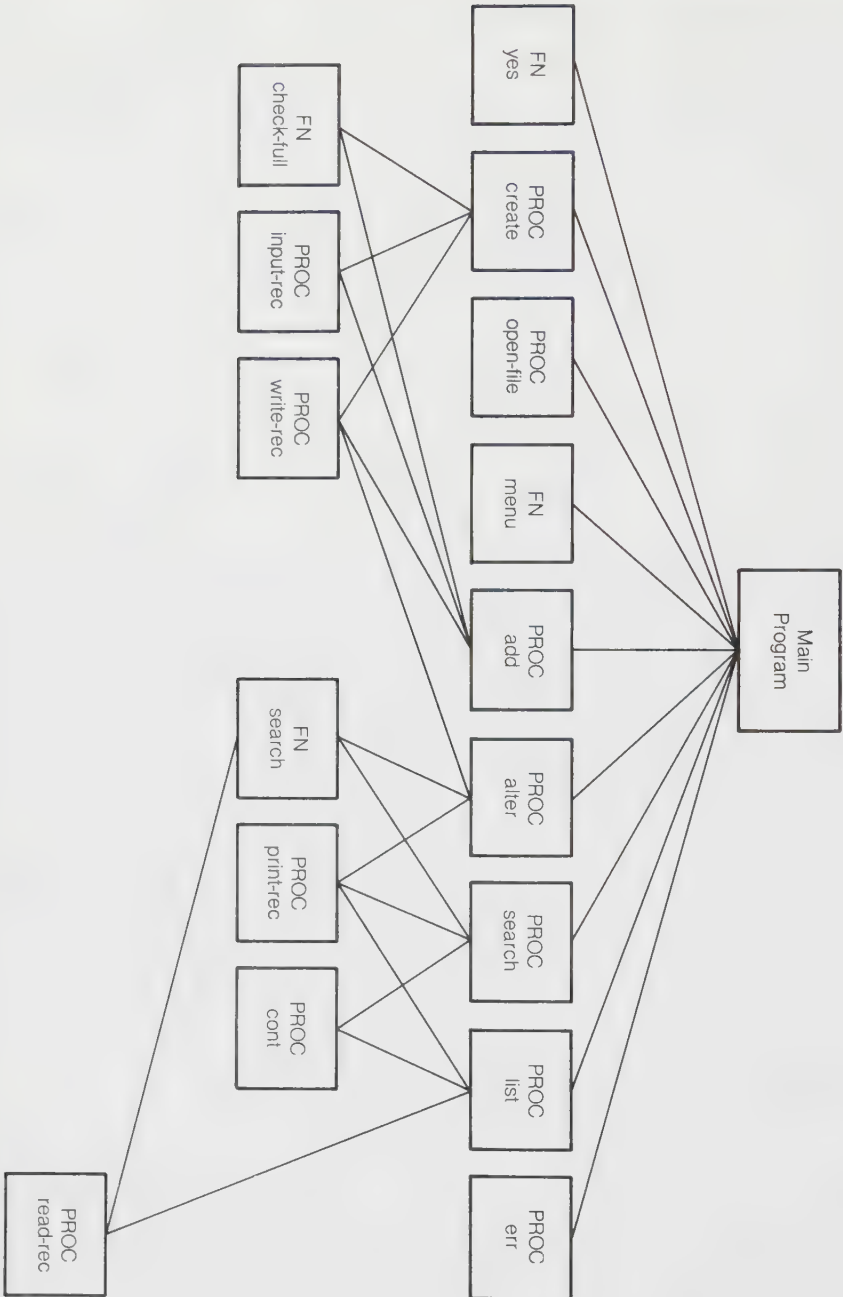 Main
Program
FN
yes
PROC
create
PROC
open-file
FN
menu
PROC
add
PROC
alter
PROC
search
PROC
list
PROC
err
FN
check-full
PROC
input-rec
PROC
write-rec
FN
search
PROC
print-rec
PROC
cont
PROC
read-rec